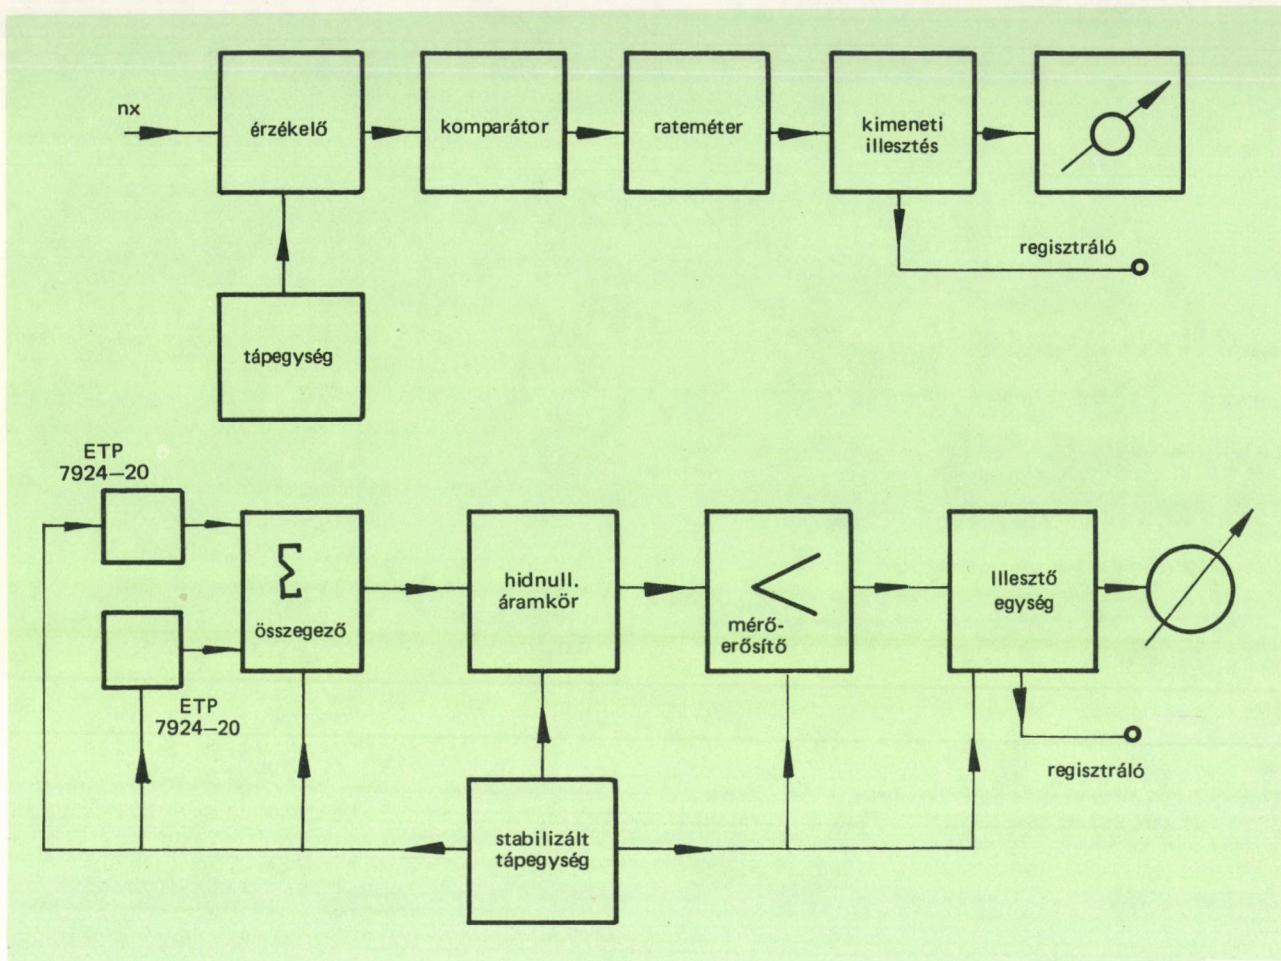 nx
érzékelő
komparátor
rateméter
kimeneti
illesztés
regisztráló
tápegység
ETP
7924—20
Σ
összegező
hidnull.
áramkör
mérő-
erősítő
Illesztő
egység
ETP
7924—20
regisztráló
stabilizált
tápegység